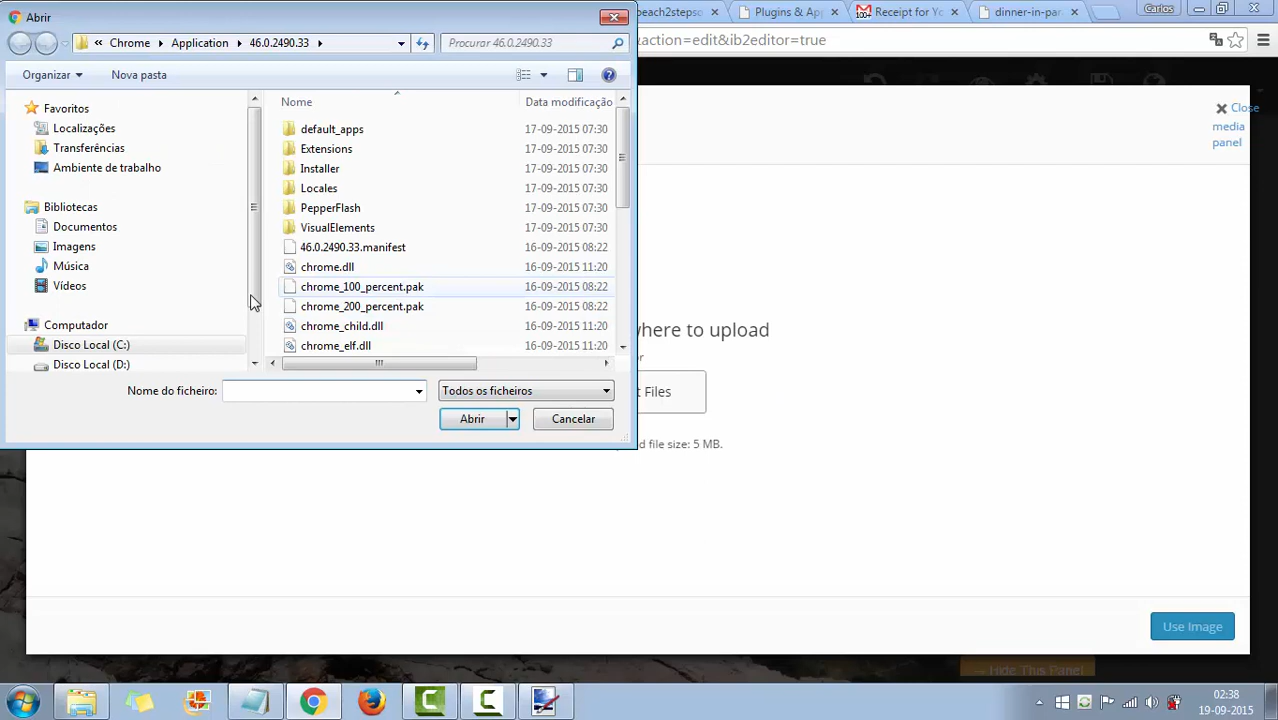 Abrir
peach2stepso
Plugins & Ap
Receipt for Yo
dinner-in-par
Carlos
Chrome Application 46.0.2490.33
Procurar 46.0.2490.33
&action=edit&ib2editor=true
Organizar
Nova pasta
Favoritos
Localizações
Transferências
Ambiente de trabalho
Bibliotecas
Documentos
Imagens
Música
Vídeos
Computador
Disco Local (C:)
Disco Local (D:)
Nome Data modificação
default_apps 17-09-2015 07:30
Extensions 17-09-2015 07:30
Installer 17-09-2015 07:30
Locales 17-09-2015 07:30
PepperFlash 17-09-2015 07:30
VisualElements 17-09-2015 07:30
46.0.2490.33.manifest 16-09-2015 08:22
chrome.dll 16-09-2015 11:20
chrome_100_percent.pak 16-09-2015 08:22
chrome_200_percent.pak 16-09-2015 08:22
chrome_child.dll 16-09-2015 11:20
chrome_elf.dll 16-09-2015 11:20
Nome do ficheiro:
Todos os ficheiros
Abrir
Cancelar
Close
media
panel
where to upload
or
Files
file size: 5 MB.
Use Image
→ Hide This Panel
02:38
19-09-2015